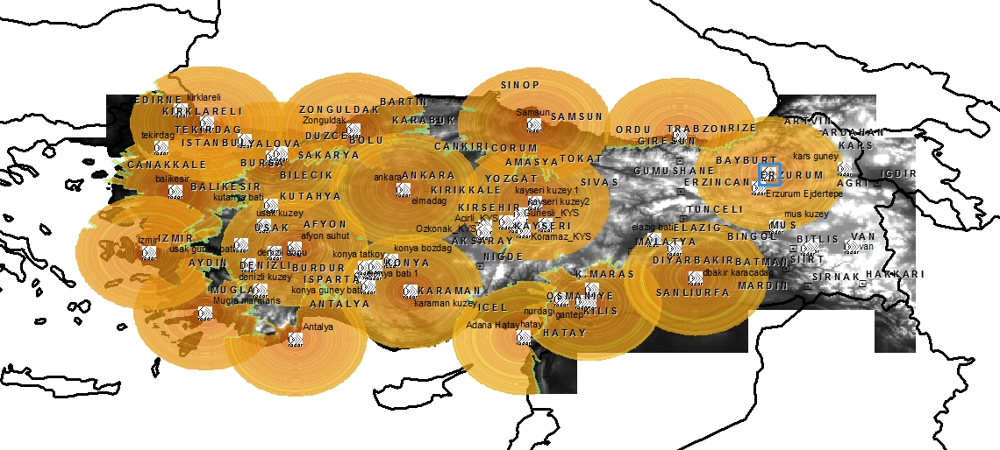 SINOP
EDIRNE
kirklareli
KIRKLARELI
BARTIN
ZONGULDAK
KARABUK
Zonguldak
Samsun
SAMSUN
TEKIRDAG
tekirdag
ISTANBUL
YALOVA
DUZCE
BOLU
ORDU
TRABZON
RIZE
GIRESUN
ARTVIN
ARDAHAN
KARS
CANKIRI
CORUM
SAKARYA
CANAKKALE
BURSA
AMASYA
TOKAT
BAYBURT
kars guney
GUMUSHANE
IGDIR
BILECIK
ankara
ANKARA
YOZGAT
SIVAS
ERZINCAN
ERZURUM
AGRI
balikesir
BALIKESIR
kutahya bati
KUTAHYA
KIRIKKALE
elmadag
kayseri kuzey 1
kayseri kuzey2
Erzurum Ejdertepe
KIRSEHIR
Gunesli_KYS
TUNCELI
mus kuzey
usak kuzey
USAK
AFYON
afyon suhut
Acirli_KYS
Ozkonak_KYS
KAYSERI
Koramaz_KYS
elazig bati
ELAZIG
MUS
BINGOL
Izmir
IZMIR
AKSARAY
MALATYA
BITLIS
VAN
van
konya bozdag
konya tatkoy
NIGDE
DIYARBAKIR
BATMAN
SIIRT
AYDIN
DENIZLI
BURDUR
KONYA
konya bati 1
denizli kuzey
ISPARTA
K.MARAS
dbakir karacadag
SIRNAK
HAKKARI
MUGLA
konya guney bati
KARAMAN
MARDIN
SANLIURFA
Mugla marmaris
ANTALYA
karaman kuzey
ICEL
OSMANIYE
KILIS
nurdagi
gantep
Antalya
Adana Hatay
hatay
HATAY
radar